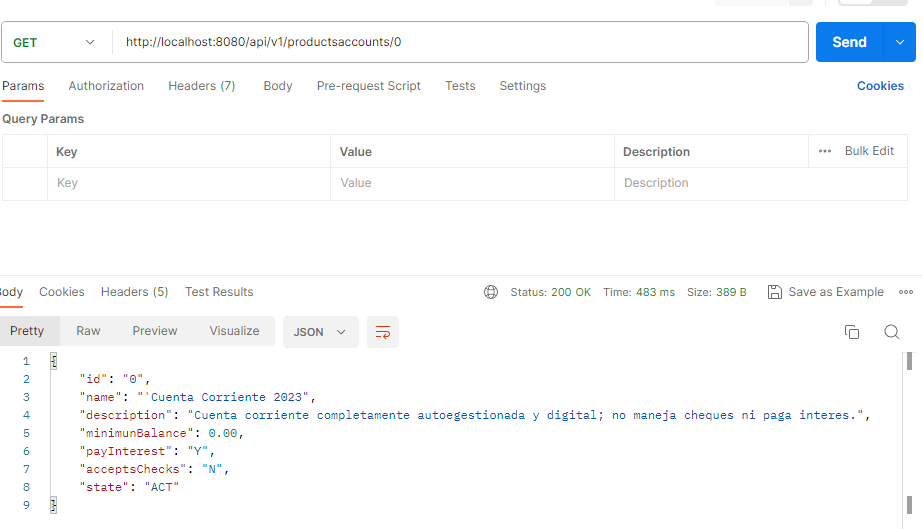 GET http://localhost:8080/api/v1/productsaccounts/0 Send
Params Authorization Headers (7) Body Pre-request Script Tests Settings Cookies
Query Params
Key Value Description Bulk Edit
Key Value Description
ody Cookies Headers (5) Test Results Status: 200 OK Time: 483 ms Size: 389 B Save as Example
Pretty Raw Preview Visualize JSON
1 {
2 "id": "0",
3 "name": "'Cuenta Corriente 2023",
4 "description": "Cuenta corriente completamente autoegestionada y digital; no maneja cheques ni paga interes.",
5 "minimunBalance": 0.00,
6 "payInterest": "Y",
7 "acceptsChecks": "N",
8 "state": "ACT"
9 }